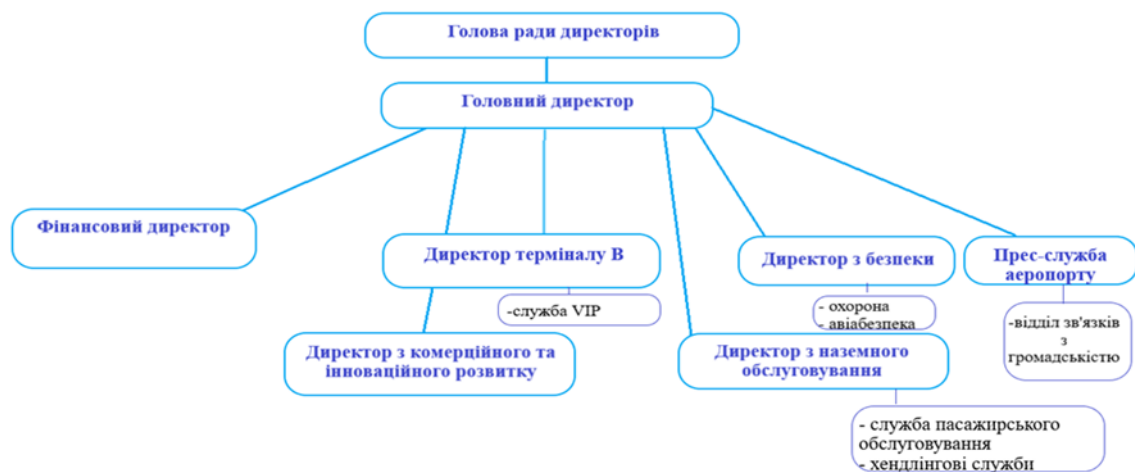 Голова ради директорів
Головний директор
Фінансовий директор
Директор терміналу В
-служба VIP
Директор з безпеки
- охорона
- авіабезпека
Прес-служба
аеропорту
-відділ зв'язків
з
громадськістю
Директор з комерційного та
інноваційного розвитку
Директор з наземного
обслуговування
- служба пасажирського
обслуговування
- хендлінгові служби